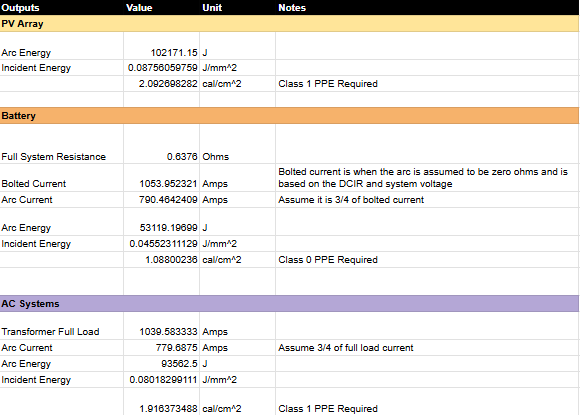 Outputs Value Unit Notes
PV Array
Arc Energy 102171.15 J
Incident Energy 0.08756059759 J/mm^2
2.092698282 cal/cm^2 Class 1 PPE Required
Battery
Full System Resistance 0.6376 Ohms
Bolted current is when the arc is assumed to be zero ohms and is
Bolted Current 1053.952321 Amps based on the DCIR and system voltage
Arc Current 790.4642409 Amps Assume it is 3/4 of bolted current
Arc Energy 53119.19699 J
Incident Energy 0.04552311129 J/mm^2
1.08800236 cal/cm^2 Class 0 PPE Required
AC Systems
Transformer Full Load 1039.583333 Amps
Arc Current 779.6875 Amps Assume 3/4 of full load current
Arc Energy 93562.5 J
Incident Energy 0.08018299111 J/mm^2
1.916373488 cal/cm^2 Class 1 PPE Required